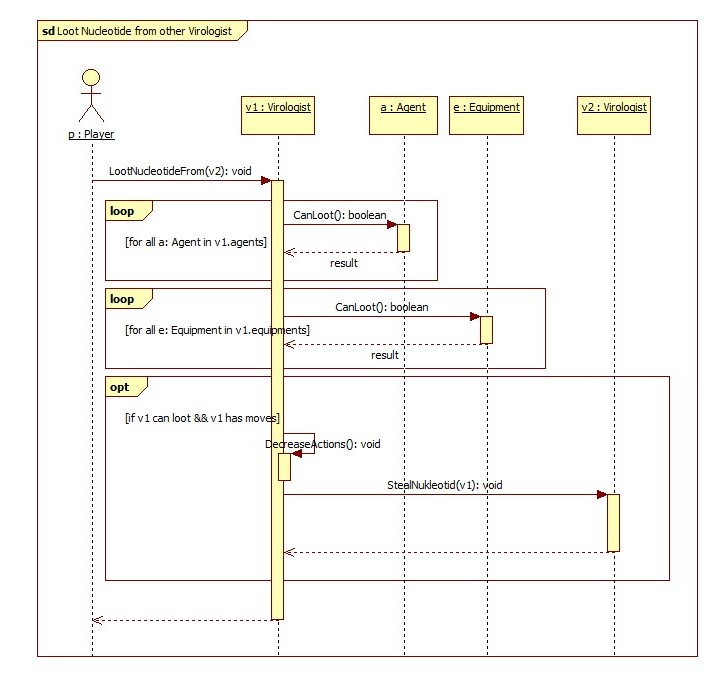 sd Loot Nucleotide from other Virologist
p : Player
v1 : Virologist
a : Agent
e : Equipment
v2 : Virologist
LootNucleotideFrom(v2): void
loop
CanLoot(): boolean
[for all a: Agent in v1.agents]
result
loop
CanLoot(): boolean
[for all e: Equipment in v1.equipments]
result
opt
[if v1 can loot && v1 has moves]
DecreaseActions(): void
StealNukleotid(v1): void